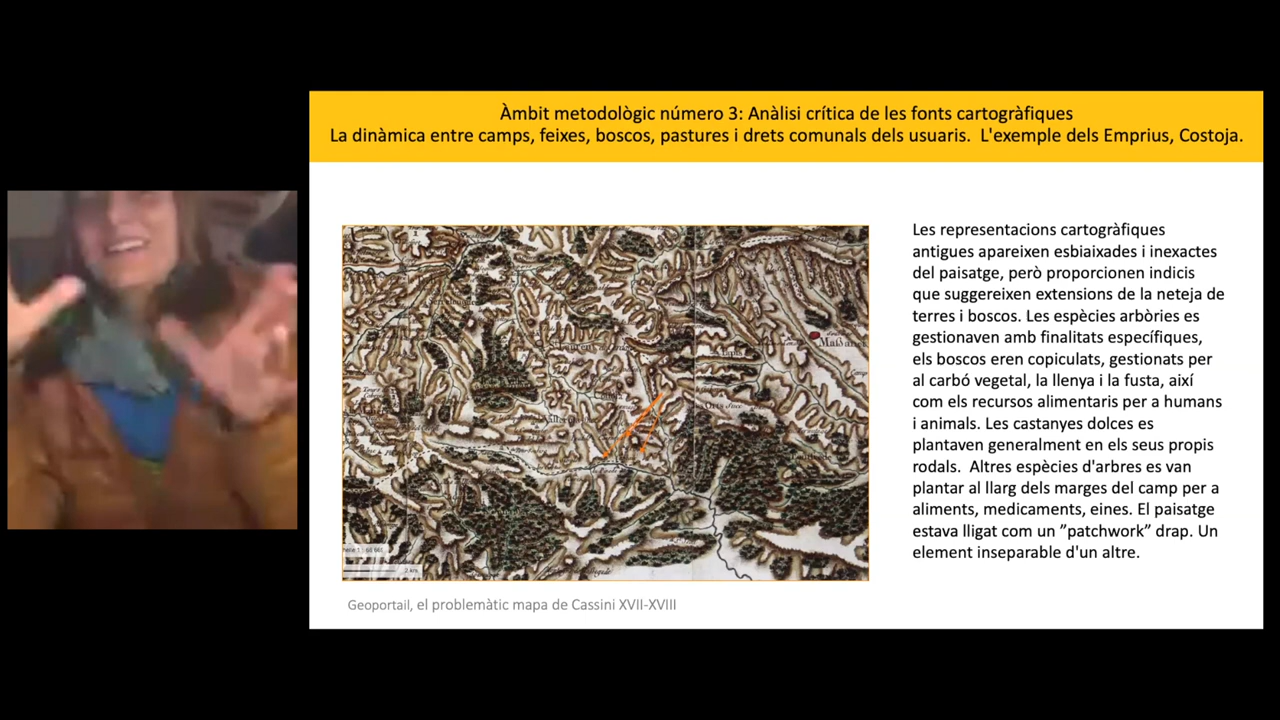 Àmbit metodològic número 3: Anàlisi crítica de les fonts cartogràfiques
La dinàmica entre camps, feixes, boscos, pastures i drets comunals dels usuaris.  L'exemple dels Emprius, Costoja.
Les representacions cartogràfiques
antigues apareixen esbiaixades i inexactes
del paisatge, però proporcionen indicis
que suggereixen extensions de la neteja de
terres i boscos. Les espècies arbòries es
gestionaven amb finalitats específiques,
els boscos eren copiculats, gestionats per
al carbó vegetal, la llenya i la fusta, així
com els recursos alimentaris per a humans
i animals. Les castanyes dolces es
plantaven generalment en els seus propis
rodals.  Altres espècies d'arbres es van
plantar al llarg dels marges del camp per a
aliments, medicaments, eines. El paisatge
estava lligat com un ”patchwork” drap. Un
element inseparable d'un altre.
2 km
Geoportail, el problemàtic mapa de Cassini XVII-XVIII